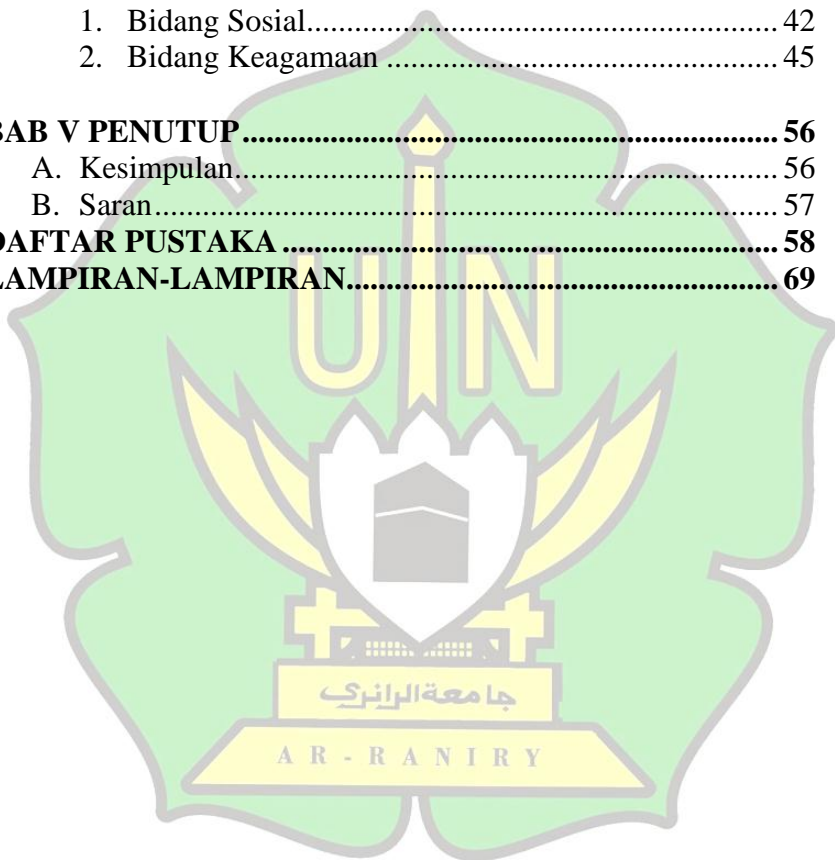 1. Bidang Sosial.......................................................... 42
2. Bidang Keagamaan ................................................ 45
BAB V PENUTUP.................................................................... 56
A. Kesimpulan................................................................... 56
B. Saran............................................................................. 57
DAFTAR PUSTAKA ............................................................... 58
LAMPIRAN-LAMPIRAN....................................................... 69
UIN
جامعةالرانري
AR-RANIRY